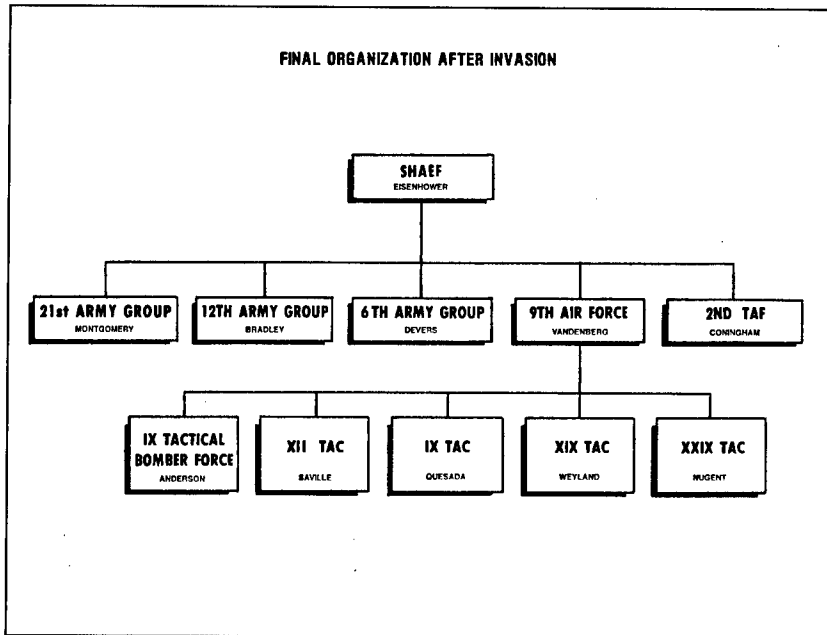 FINAL ORGANIZATION AFTER INVASION
SHAEF
EISENHOWER
21st ARMY GROUP
MONTGOMERY
12TH ARMY GROUP
BRADLEY
6TH ARMY GROUP
DEVERS
9TH AIR FORCE
VANDENBERG
2ND TAF
CONINGHAM
IX TACTICAL
BOMBER FORCE
ANDERSON
XII TAC
SAVILLE
IX TAC
QUESADA
XIX TAC
WEYLAND
XXIX TAC
NUGENT